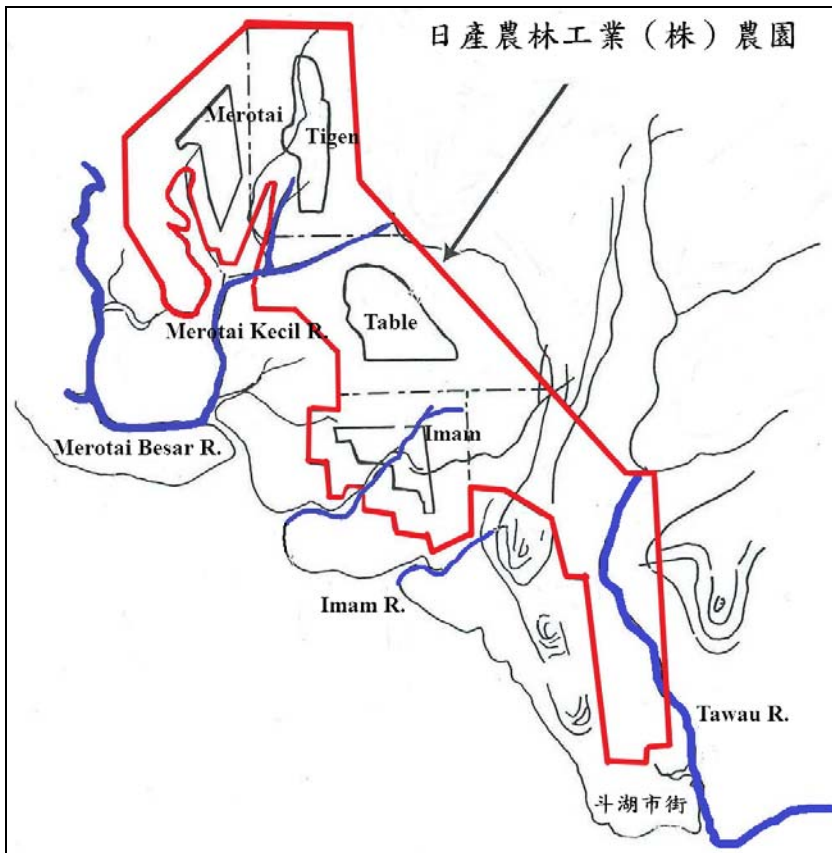 日產農林工業（株）農園
Merotai
Tigen
Merotai Kecil R.
Table
Merotai Besar R.
Imam
Imam R.
Tawau R.
斗湖市街